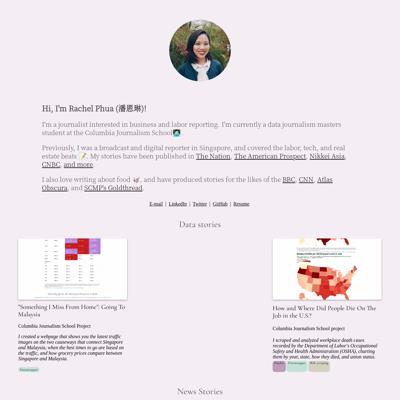 Hi, I'm Rachel Phua (潘恩琳)!
I'm a journalist interested in business and labor reporting. I'm currently a data journalism masters
student at the Columbia Journalism School
Previously, I was a broadcast and digital reporter in Singapore, and covered the labor, tech, and real
estate beats 📝. My stories have been published in The Nation, The American Prospect, Nikkei Asia,
CNBC, and more.
I also love writing about food 🍜, and have produced stories for the likes of the BBC, CNN, Atlas
Obscura, and SCMP's Goldthread.
E-mail | LinkedIn | Twitter | GitHub | Resume
Data stories
"Something I Miss From Home": Going To
Malaysia
Columbia Journalism School Project
I created a webpage that shows you the latest traffic
images on the two causeways that connect Singapore
and Malaysia, when the best times to go are based on
the traffic, and how grocery prices compare between
Singapore and Malaysia.
How and Where Did People Die On The
Job in the U.S.?
Columbia Journalism School project
I scraped and analyzed workplace death cases
recorded by the Department of Labor's Occupational
Safety and Health Administration (OSHA), charting
them by year, state, how they died, and union status.
News Stories